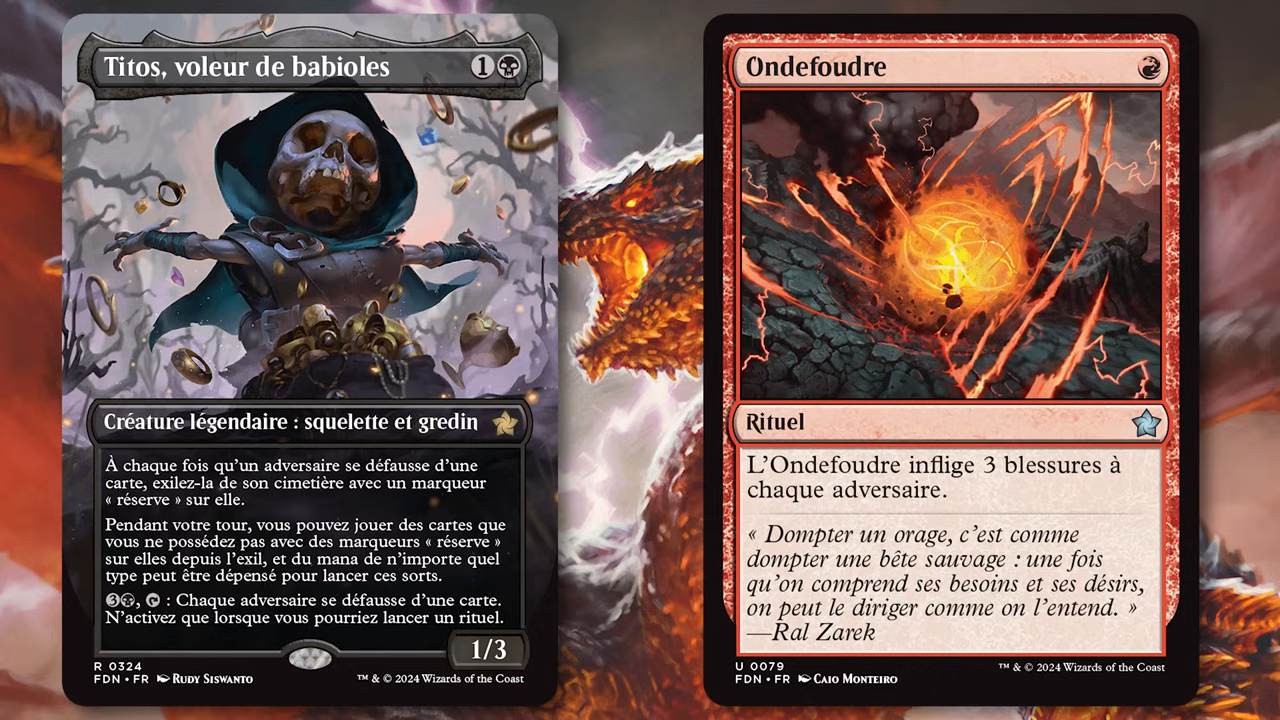 Titos, voleur de babioles
1
Créature légendaire : squelette et gredin
À chaque fois qu'un adversaire se défausse d'une
carte, exilez-la de son cimetière avec un marqueur
« réserve » sur elle.
Pendant votre tour, vous pouvez jouer des cartes que
vous ne possédez pas avec des marqueurs « réserve »
sur elles depuis l'exil, et du mana de n'importe quel
type peut être dépensé pour lancer ces sorts.
3, : Chaque adversaire se défausse d'une carte.
N'activez que lorsque vous pourriez lancer un rituel.
1/3
R 0324
FDN • FR Rudy Siswanto
™ & © 2024 Wizards of the Coast
Ondefoudre
Rituel
L'Ondefoudre inflige 3 blessures à
chaque adversaire.
« Dompter un orage, c'est comme
dompter une bête sauvage : une fois
qu'on comprend ses besoins et ses désirs,
on peut le diriger comme on l'entend. »
—Ral Zarek
U 0079
FDN • FR Caio Monteiro
™ & © 2024 Wizards of the Coast